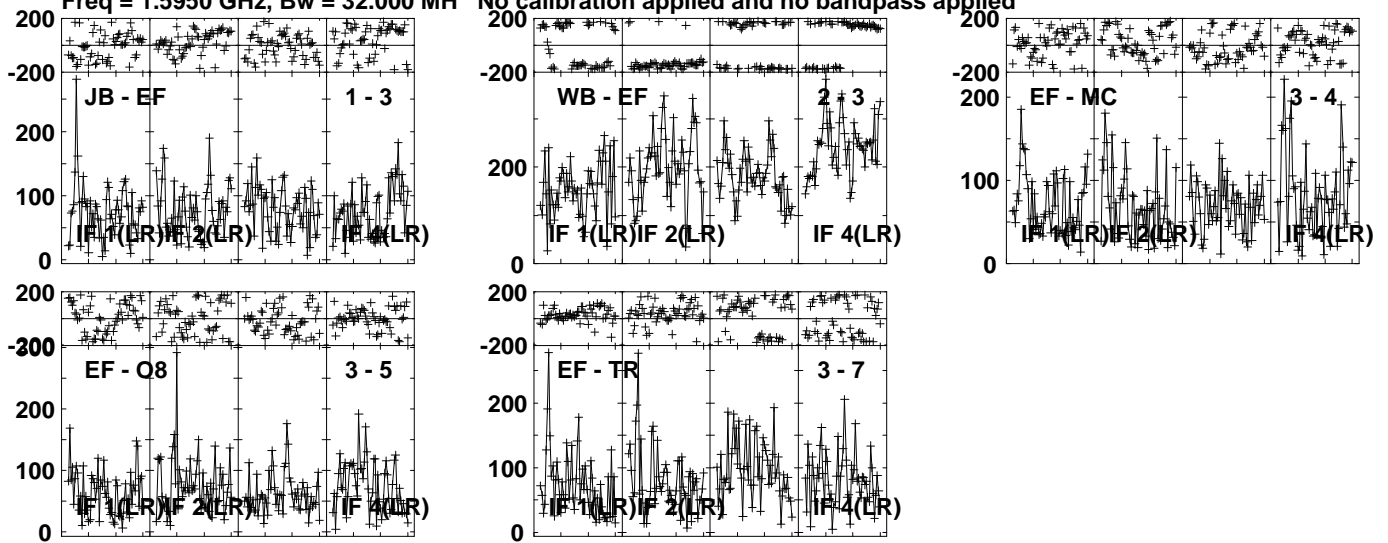 Freq = 1.5950 GHz, Bw = 32.000 MH No calibration applied and no bandpass applied
200 200 200
-200 -200 -200
JB - EF 1 - 3 WB - EF 2 - 3 EF - MC 3 - 4
200 200 200
100 100
IF 1(LR) IF 2(LR) IF 4(LR) IF 1(LR) IF 2(LR) IF 4(LR) IF 1(LR) IF 2(LR) IF 4(LR)
0 0 0
200 200
-200 -200
300
EF - O8 3 - 5 EF - TR 3 - 7
200 200
100 100
IF 1(LR) IF 2(LR) IF 4(LR) IF 1(LR) IF 2(LR) IF 4(LR)
0 0